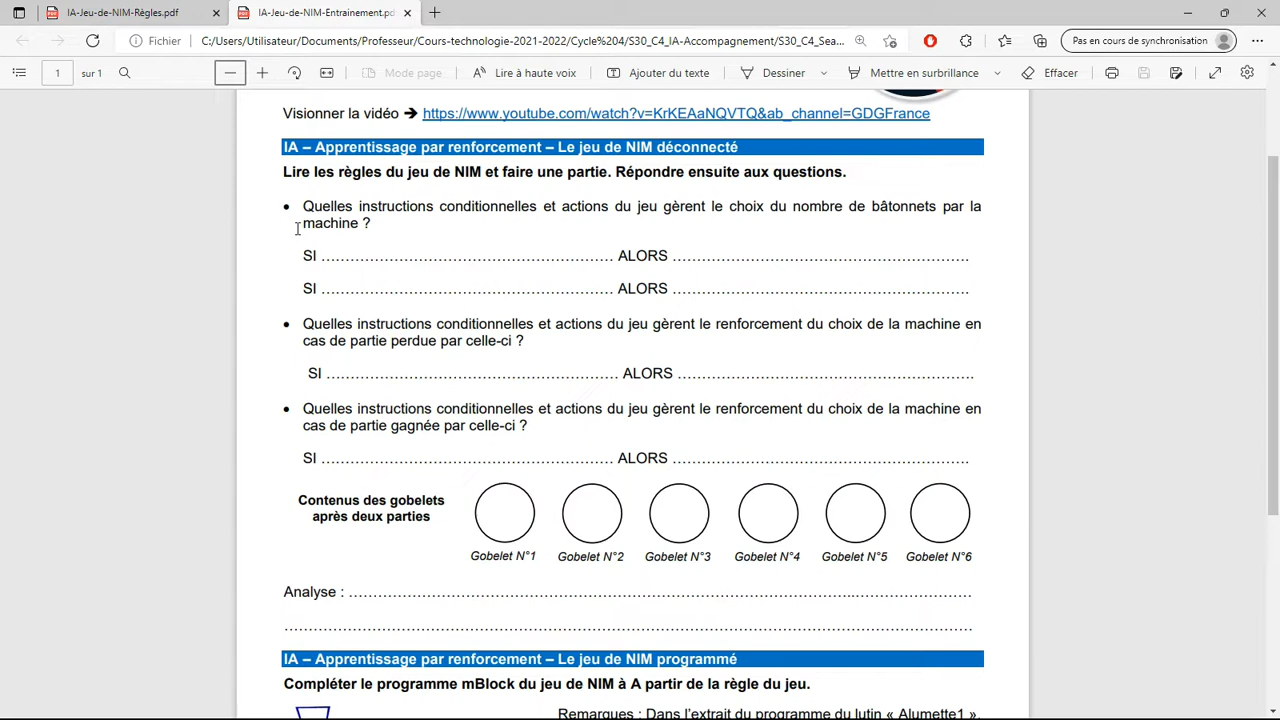 IA-Jeu-de-NIM-Règles.pdf
IA-Jeu-de-NIM-Entrainement.pd
Fichier
C:/Users/Utilisateur/Documents/Professeur/Cours-technologie-2021-2022/Cycle%204/S30_C4_IA-Accompagnement/S30_C4_Sea...
Pas en cours de synchronisation
1 sur 1
Mode page
Lire à haute voix
Ajouter du texte
Dessiner
Mettre en surbrillance
Effacer
Visionner la vidéo ➔ https://www.youtube.com/watch?v=KrKEAaNQVTQ&ab_channel=GDGFrance
IA – Apprentissage par renforcement – Le jeu de NIM déconnecté
Lire les règles du jeu de NIM et faire une partie. Répondre ensuite aux questions.
• Quelles instructions conditionnelles et actions du jeu gèrent le choix du nombre de bâtonnets par la
machine ?
SI …………………………………………………… ALORS ……………………………………………………
SI …………………………………………………… ALORS ……………………………………………………
• Quelles instructions conditionnelles et actions du jeu gèrent le renforcement du choix de la machine en
cas de partie perdue par celle-ci ?
SI …………………………………………………… ALORS ……………………………………………………
• Quelles instructions conditionnelles et actions du jeu gèrent le renforcement du choix de la machine en
cas de partie gagnée par celle-ci ?
SI …………………………………………………… ALORS ……………………………………………………
Contenus des gobelets
après deux parties
Gobelet N°1 Gobelet N°2 Gobelet N°3 Gobelet N°4 Gobelet N°5 Gobelet N°6
Analyse : ……………………………………………………………………………………..……………………
……………………………………………………………………………………………………………………………
IA – Apprentissage par renforcement – Le jeu de NIM programmé
Compléter le programme mBlock du jeu de NIM à A partir de la règle du jeu.
Remarques : Dans l'extrait du programme du lutin « Alumette1 ».